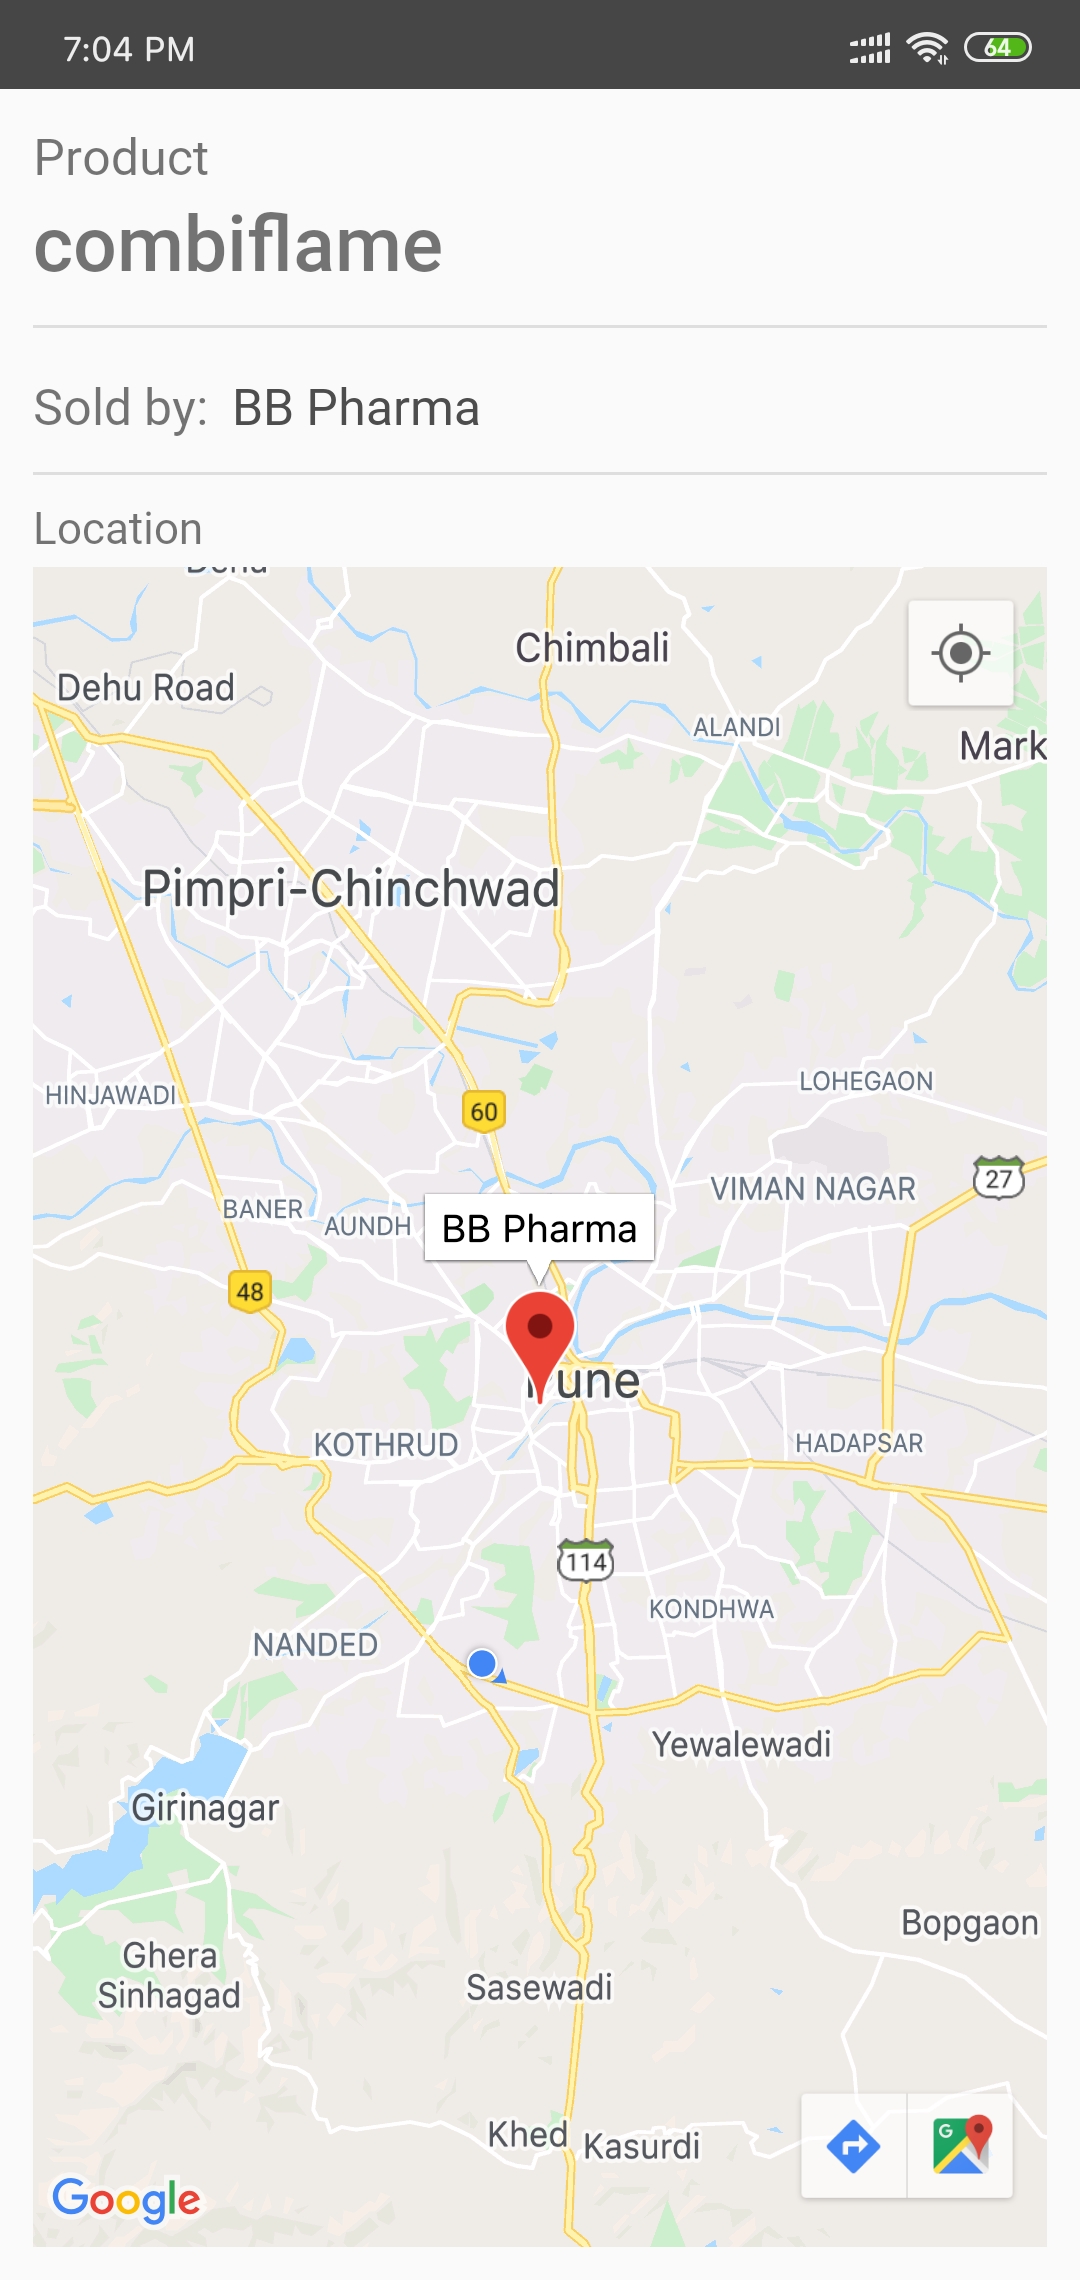 7:04 PM
64
Product
combiflame
Sold by: BB Pharma
Location
Chimbali
Dehu Road
ALANDI
Mark
Pimpri-Chinchwad
LOHEGAON
HINJAWADI
60
27
VIMAN NAGAR
BANER
AUNDH
BB Pharma
48
Pune
KOTHRUD
HADAPSAR
114
KONDHWA
NANDED
Yewalewadi
Girinagar
Bopgaon
Ghera
Sinhagad
Sasewadi
Khed
Kasurdi
G
Google